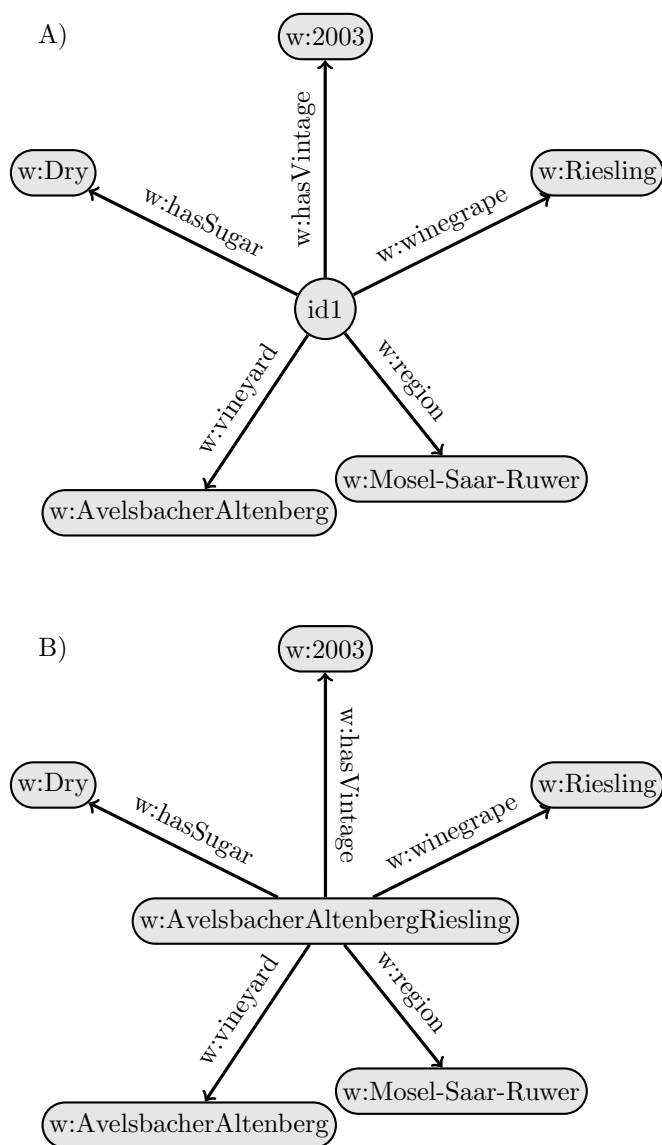 A)
w:2003
w:hasVintage
w:Dry
w:hasSugar
w:winegrape
w:Riesling
id1
w:vineyard
w:region
w:Mosel-Saar-Ruwer
w:AvelsbacherAltenberg
B)
w:2003
w:hasVintage
w:Dry
w:hasSugar
w:winegrape
w:Riesling
w:AvelsbacherAltenbergRiesling
w:vineyard
w:region
w:Mosel-Saar-Ruwer
w:AvelsbacherAltenberg